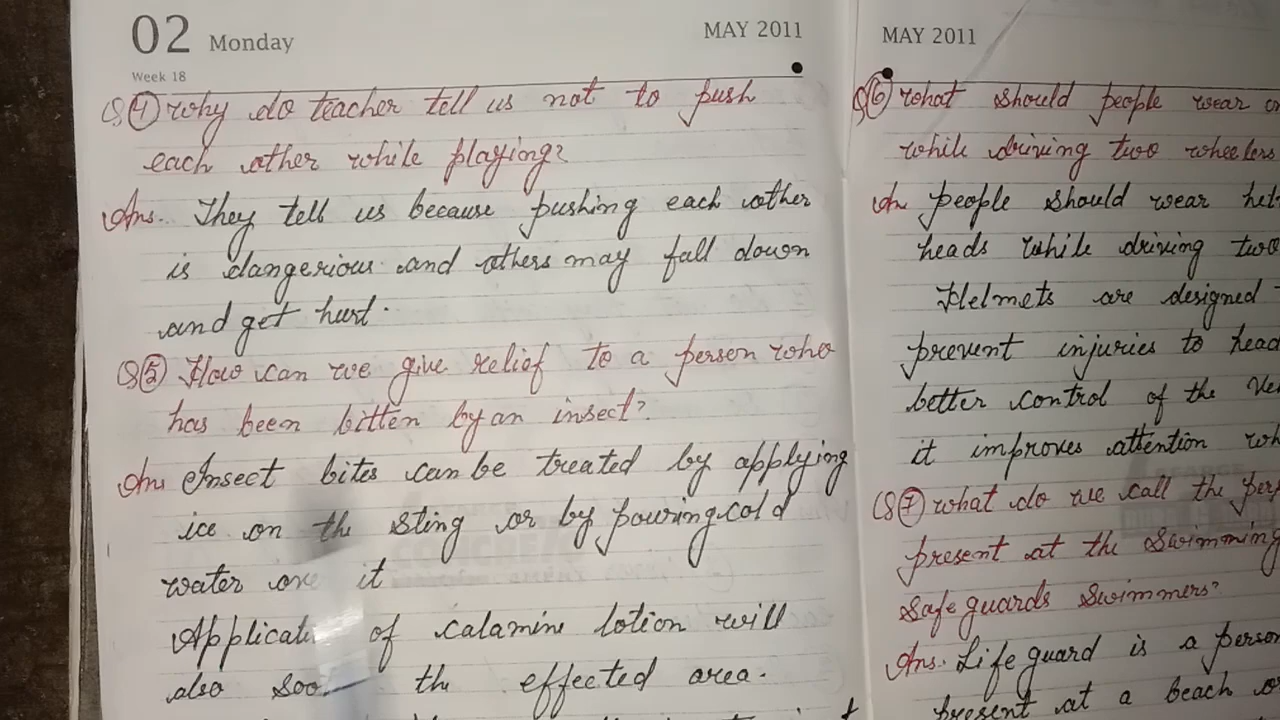 02 Monday
MAY 2011
Week 18
Q4 Why do teacher tell us not to push
each other while playing?
Ans. They tell us because pushing each other
is dangerious and others may fall down
and get hurt.
Q5 How can we give relief to a person who
has been bitten by an insect?
Ans Insect bites can be treated by applying
ice on the sting or by pouring cold
water it
of calamine lotion will
also the effected area.
MAY 2011
Q6 What should people wear
while driving two wheelers
An people should wear
heads while driving two
Helmets are designed
prevent injuries to head
better control of the
it improves attention
Q7 what do we call the
present at the swimming
safeguards swimmers?
Ans. Lifeguard is a person
present at a beach or